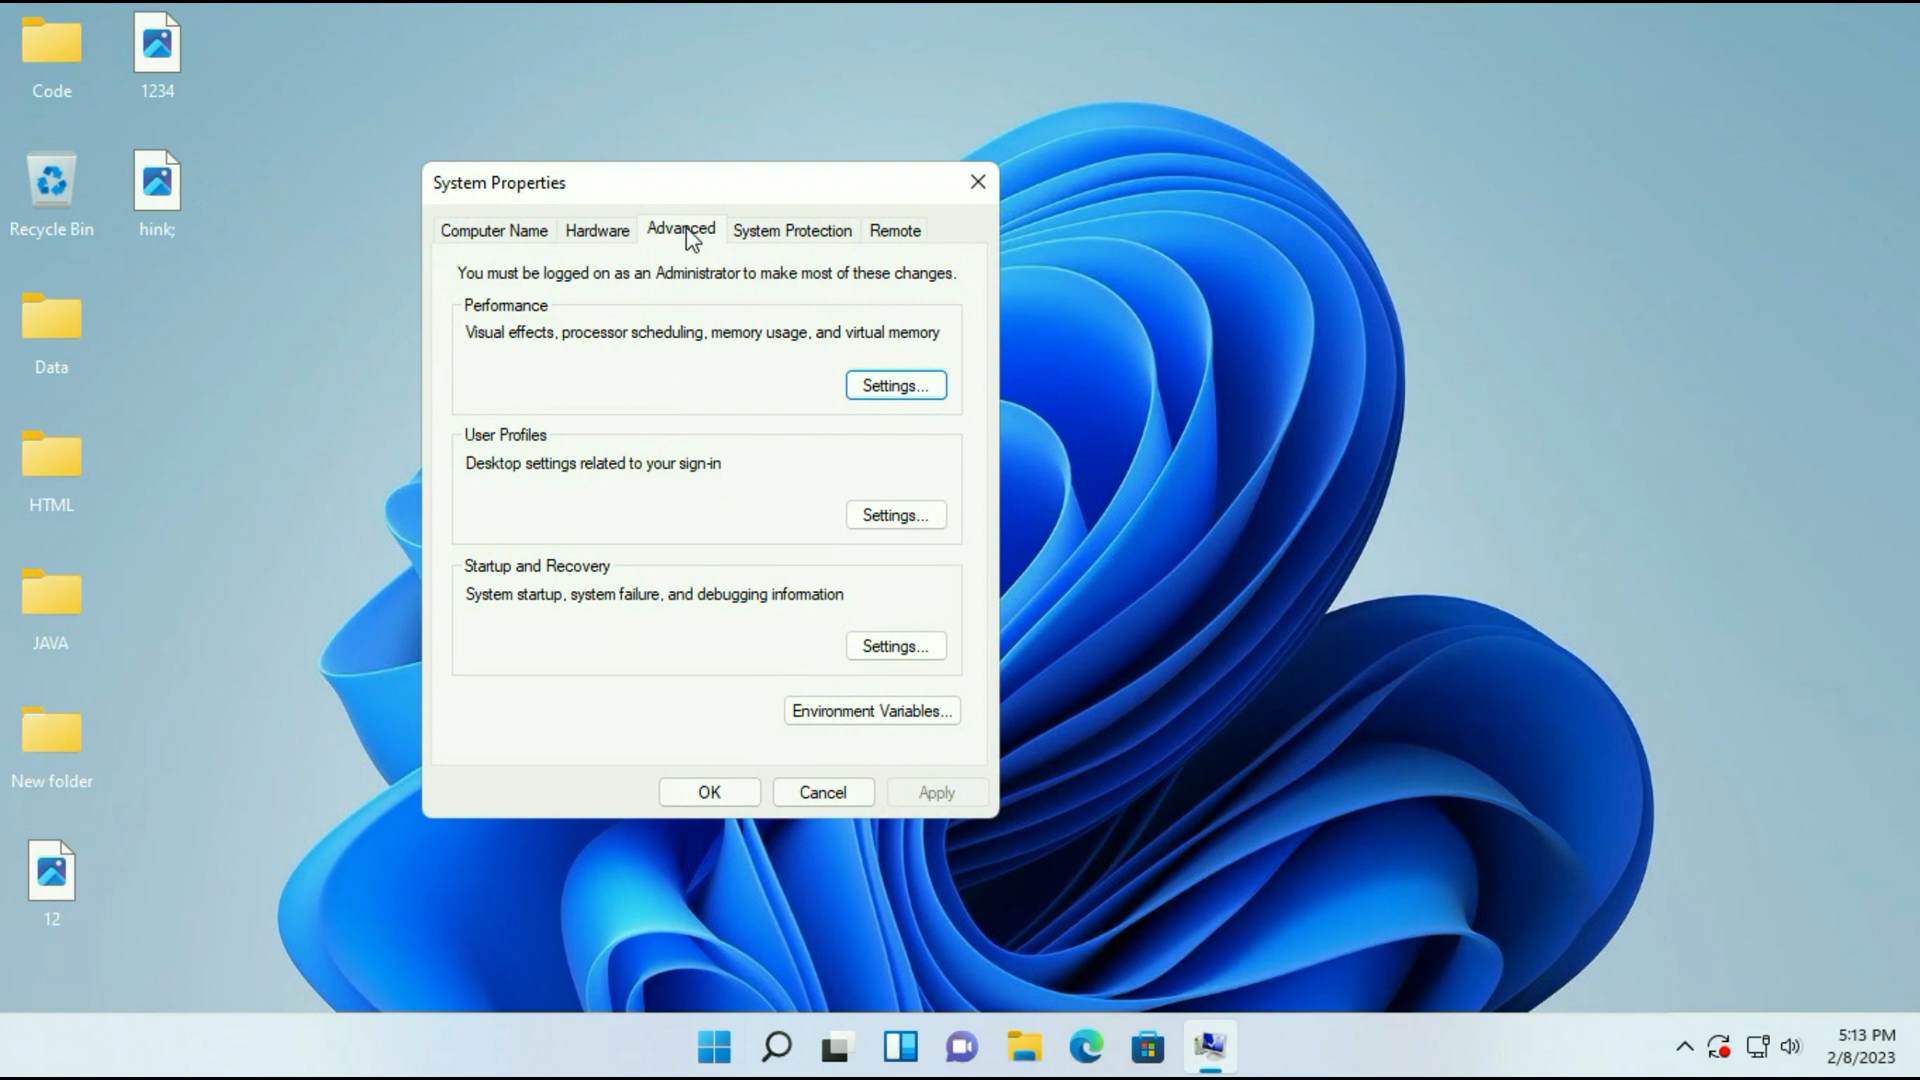 Code
1234
Recycle Bin
hink;
Data
HTML
JAVA
New folder
12
System Properties
Computer Name
Hardware
Advanced
System Protection
Remote
You must be logged on as an Administrator to make most of these changes.
Performance
Visual effects, processor scheduling, memory usage, and virtual memory
Settings...
User Profiles
Desktop settings related to your sign-in
Settings...
Startup and Recovery
System startup, system failure, and debugging information
Settings...
Environment Variables...
OK
Cancel
Apply
5:13 PM
2/8/2023